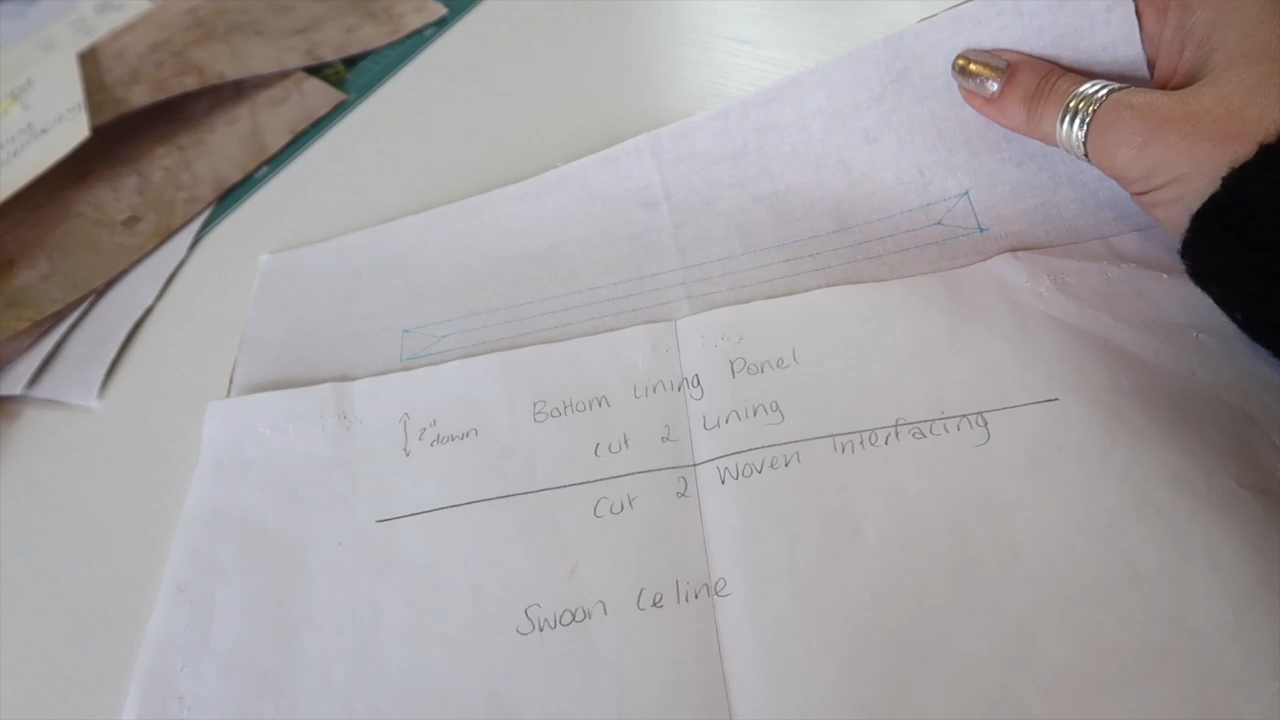 2" down
Bottom Lining Panel
Cut 2 Lining
Cut 2 Woven Interfacing
Swoon Celine